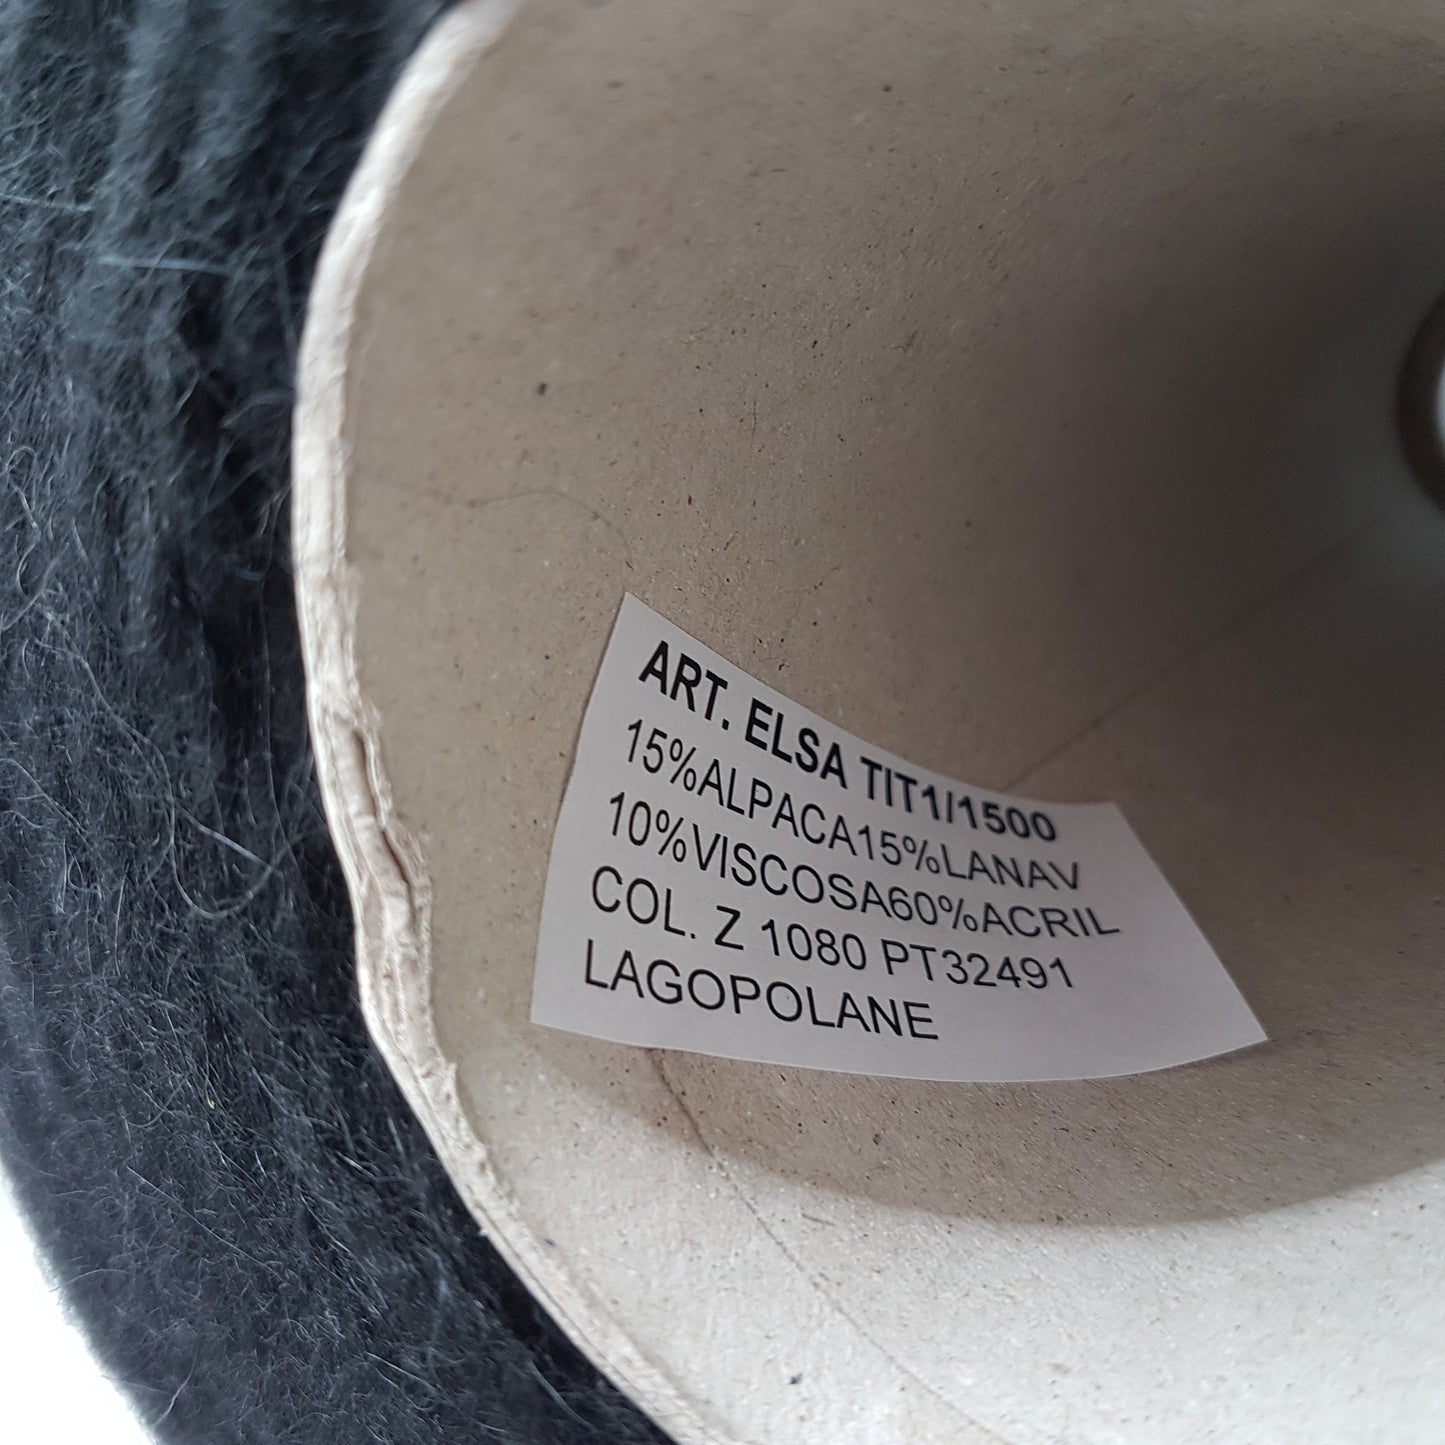 ART. ELSA TIT1/1500
15%ALPACA15%LANAV
10%VISCOSA60%ACRIL
COL. Z 1080 PT32491
LAGOPOLANE